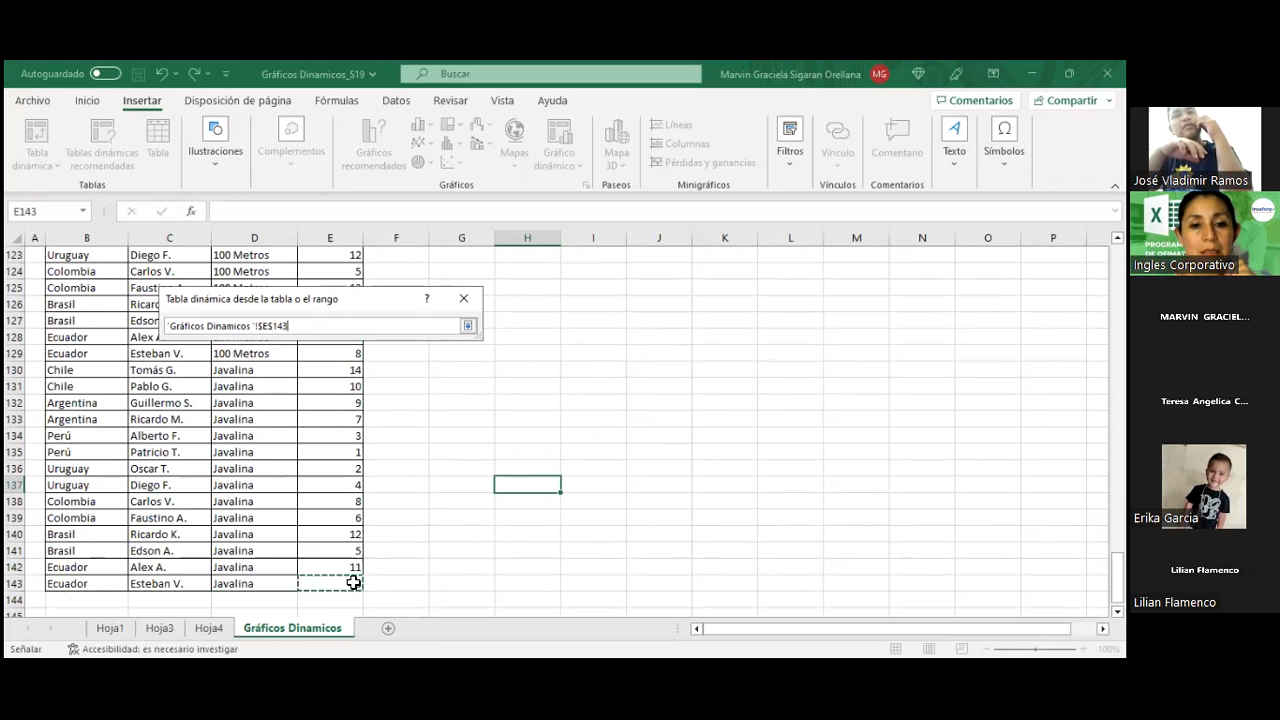 Autoguardado
Gráficos Dinamicos_S19
Buscar
Marvin Graciela Sigaran Orellana
MG
Archivo Inicio Insertar Disposición de página Fórmulas Datos Revisar Vista Ayuda
Comentarios Compartir
Tabla dinámica
Tablas dinámicas recomendadas
Tabla
Ilustraciones
Complementos
Gráficos recomendados
Mapas
Gráfico dinámico
Mapa 3D
Líneas
Columnas
Pérdidas y ganancias
Filtros
Vínculo
Comentario
Texto
Símbolos
Tablas Gráficos Paseos Minigráficos Vínculos Comentarios
E143
fx
A B C D E F G H I J K L M N O P
123 Uruguay Diego F. 100 Metros 12
124 Colombia Carlos V. 100 Metros 5
125 Colombia
126 Brasil
127 Brasil
128 Ecuador
129 Ecuador Esteban V. 100 Metros 8
130 Chile Tomás G. Javalina 14
131 Chile Pablo G. Javalina 10
132 Argentina Guillermo S. Javalina 9
133 Argentina Ricardo M. Javalina 7
134 Perú Alberto F. Javalina 3
135 Perú Patricio T. Javalina 1
136 Uruguay Oscar T. Javalina 2
137 Uruguay Diego F. Javalina 4
138 Colombia Carlos V. Javalina 8
139 Colombia Faustino A. Javalina 6
140 Brasil Ricardo K. Javalina 12
141 Brasil Edson A. Javalina 5
142 Ecuador Alex A. Javalina 11
143 Ecuador Esteban V. Javalina
144
Tabla dinámica desde la tabla o el rango ?
'Gráficos Dinamicos '!$E$143
Hoja1 Hoja3 Hoja4 Gráficos Dinamicos
Señalar
Accesibilidad: es necesario investigar
100%
José Vladimir Ramos
Ingles Corporativo
MARVIN GRACIEL...
Teresa Angelica C...
Erika Garcia
Lilian Flamenco
Lilian Flamenco